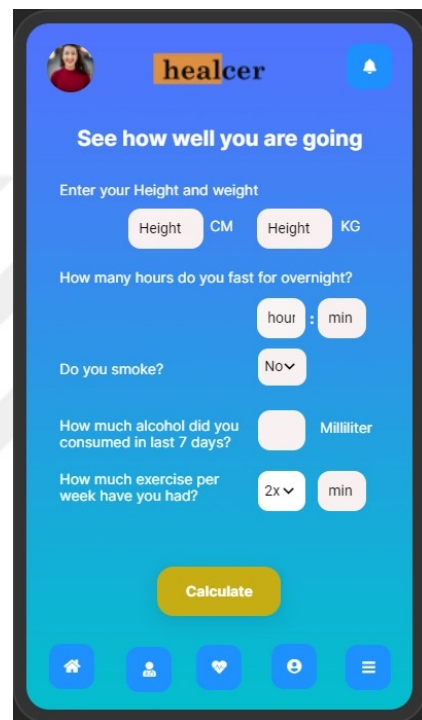 healcer
See how well you are going
Enter your Height and weight
Height CM Height KG
How many hours do you fast for overnight?
hour : min
Do you smoke? No
How much alcohol did you
consumed in last 7 days? Milliliter
How much exercise per
week have you had? 2x min
Calculate